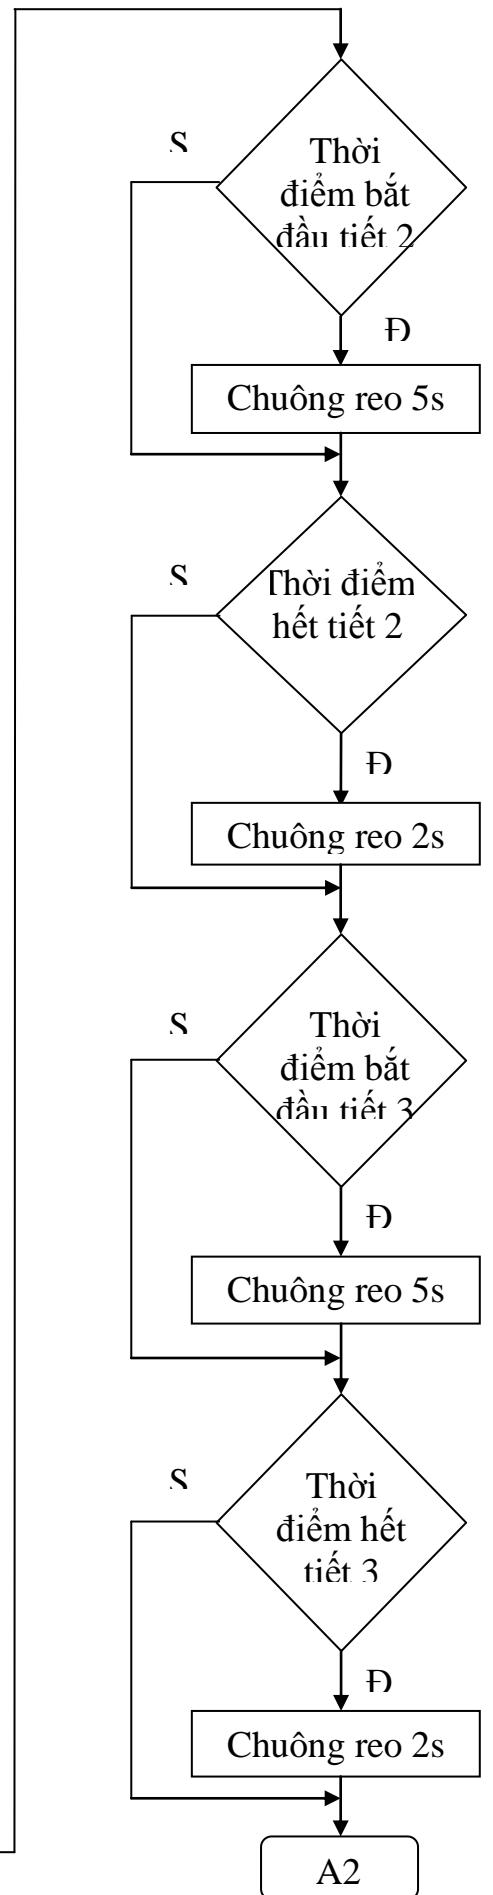 S
Thời
điểm bắt
đầu tiết 2
Đ
Chuông reo 5s
S
Thời điểm
hết tiết 2
Đ
Chuông reo 2s
S
Thời
điểm bắt
đầu tiết 3
Đ
Chuông reo 5s
S
Thời
điểm hết
tiết 3
Đ
Chuông reo 2s
A2